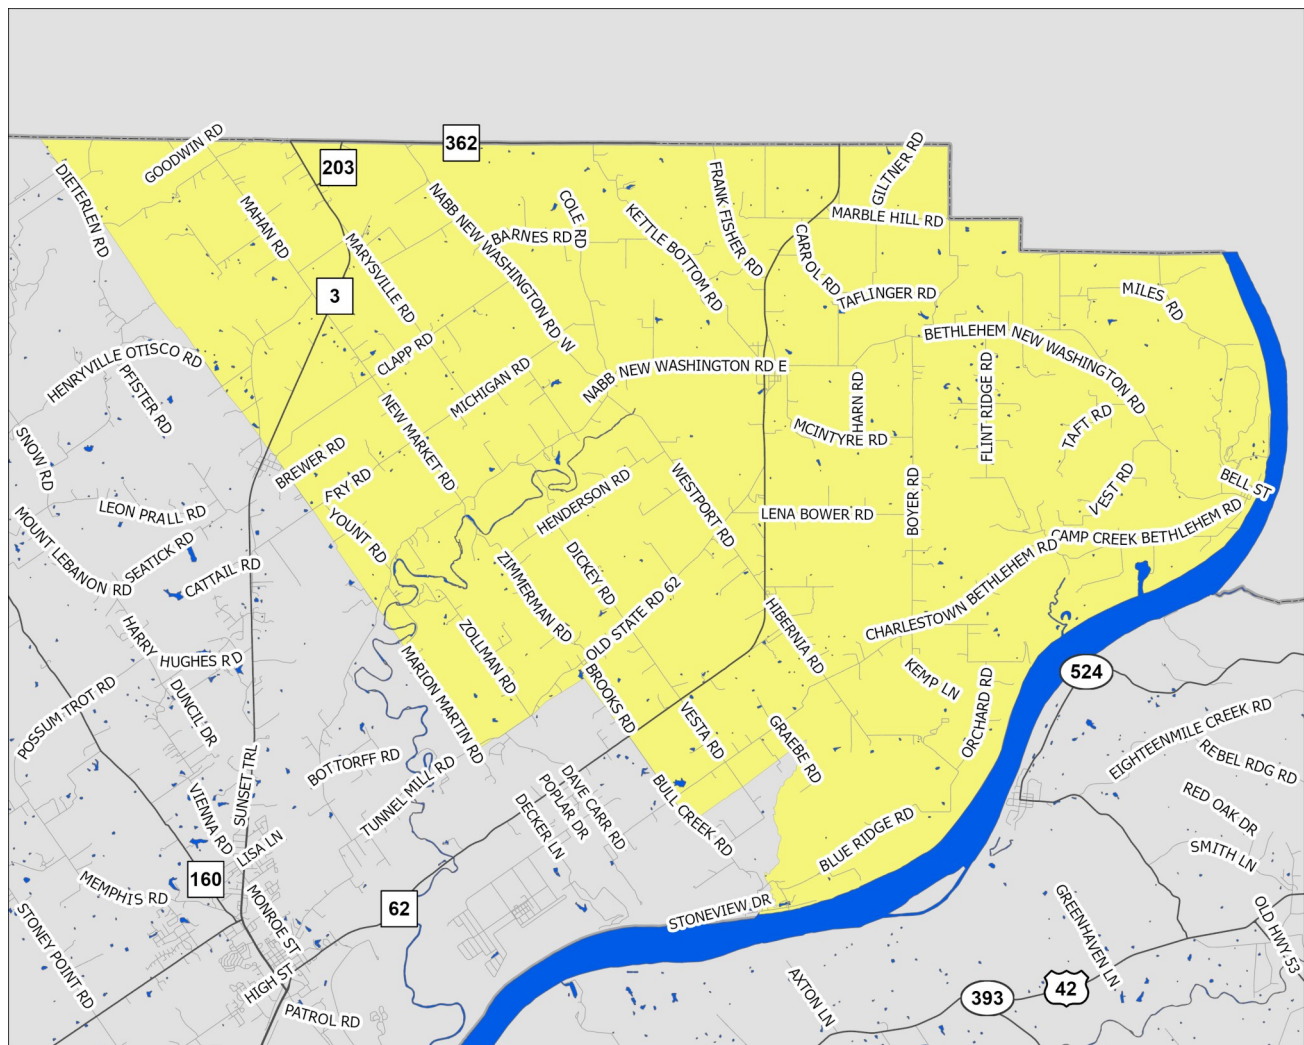 GOODWIN RD
362
203
GILTNER RD
DIETERLEN RD
MAHAN RD
NABB NEW WASHINGTON RD W
COLE RD
BARNES RD
KETTLE BOTTOM RD
FRANK FISHER RD
MARBLE HILL RD
CARROL RD
MARYSVILLE RD
3
TAFLINGER RD
MILES RD
BETHLEHEM NEW WASHINGTON RD
HENRYVILLE OTISCO RD
PFISTER RD
CLAPP RD
MICHIGAN RD
NABB NEW WASHINGTON RD E
HARN RD
FLINT RIDGE RD
TAFT RD
MCINTYRE RD
NEW MARKET RD
SNOW RD
BREWER RD
FRY RD
YOUNT RD
HENDERSON RD
WESTPORT RD
BOYER RD
VEST RD
BELL ST
LEON PRALL RD
LENA BOWER RD
CAMP CREEK BETHLEHEM RD
MOUNT LEBANON RD
SEATICK RD
CATTAIL RD
ZIMMERMAN RD
DICKEY RD
OLD STATE RD 62
HIBERNIA RD
CHARLESTOWN BETHLEHEM RD
HARRY HUGHES RD
ZOLLMAN RD
MARION MARTIN RD
BROOKS RD
KEMP LN
ORCHARD RD
524
POSSUM TROT RD
DUNCIL DR
VESTA RD
GRAEBE RD
EIGHTEENMILE CREEK RD
REBEL RDG RD
SUNSET TRL
BOTTORFF RD
TUNNEL MILL RD
DAVE CARR RD
POPLAR DR
DECKER LN
BULL CREEK RD
BLUE RIDGE RD
RED OAK DR
SMITH LN
VIENNA RD
LISA LN
160
MEMPHIS RD
MONROE ST
62
STONEVIEW DR
GREENHAVEN LN
OLD HWY 53
STONEY POINT RD
HIGH ST
PATROL RD
AXTON LN
393
42